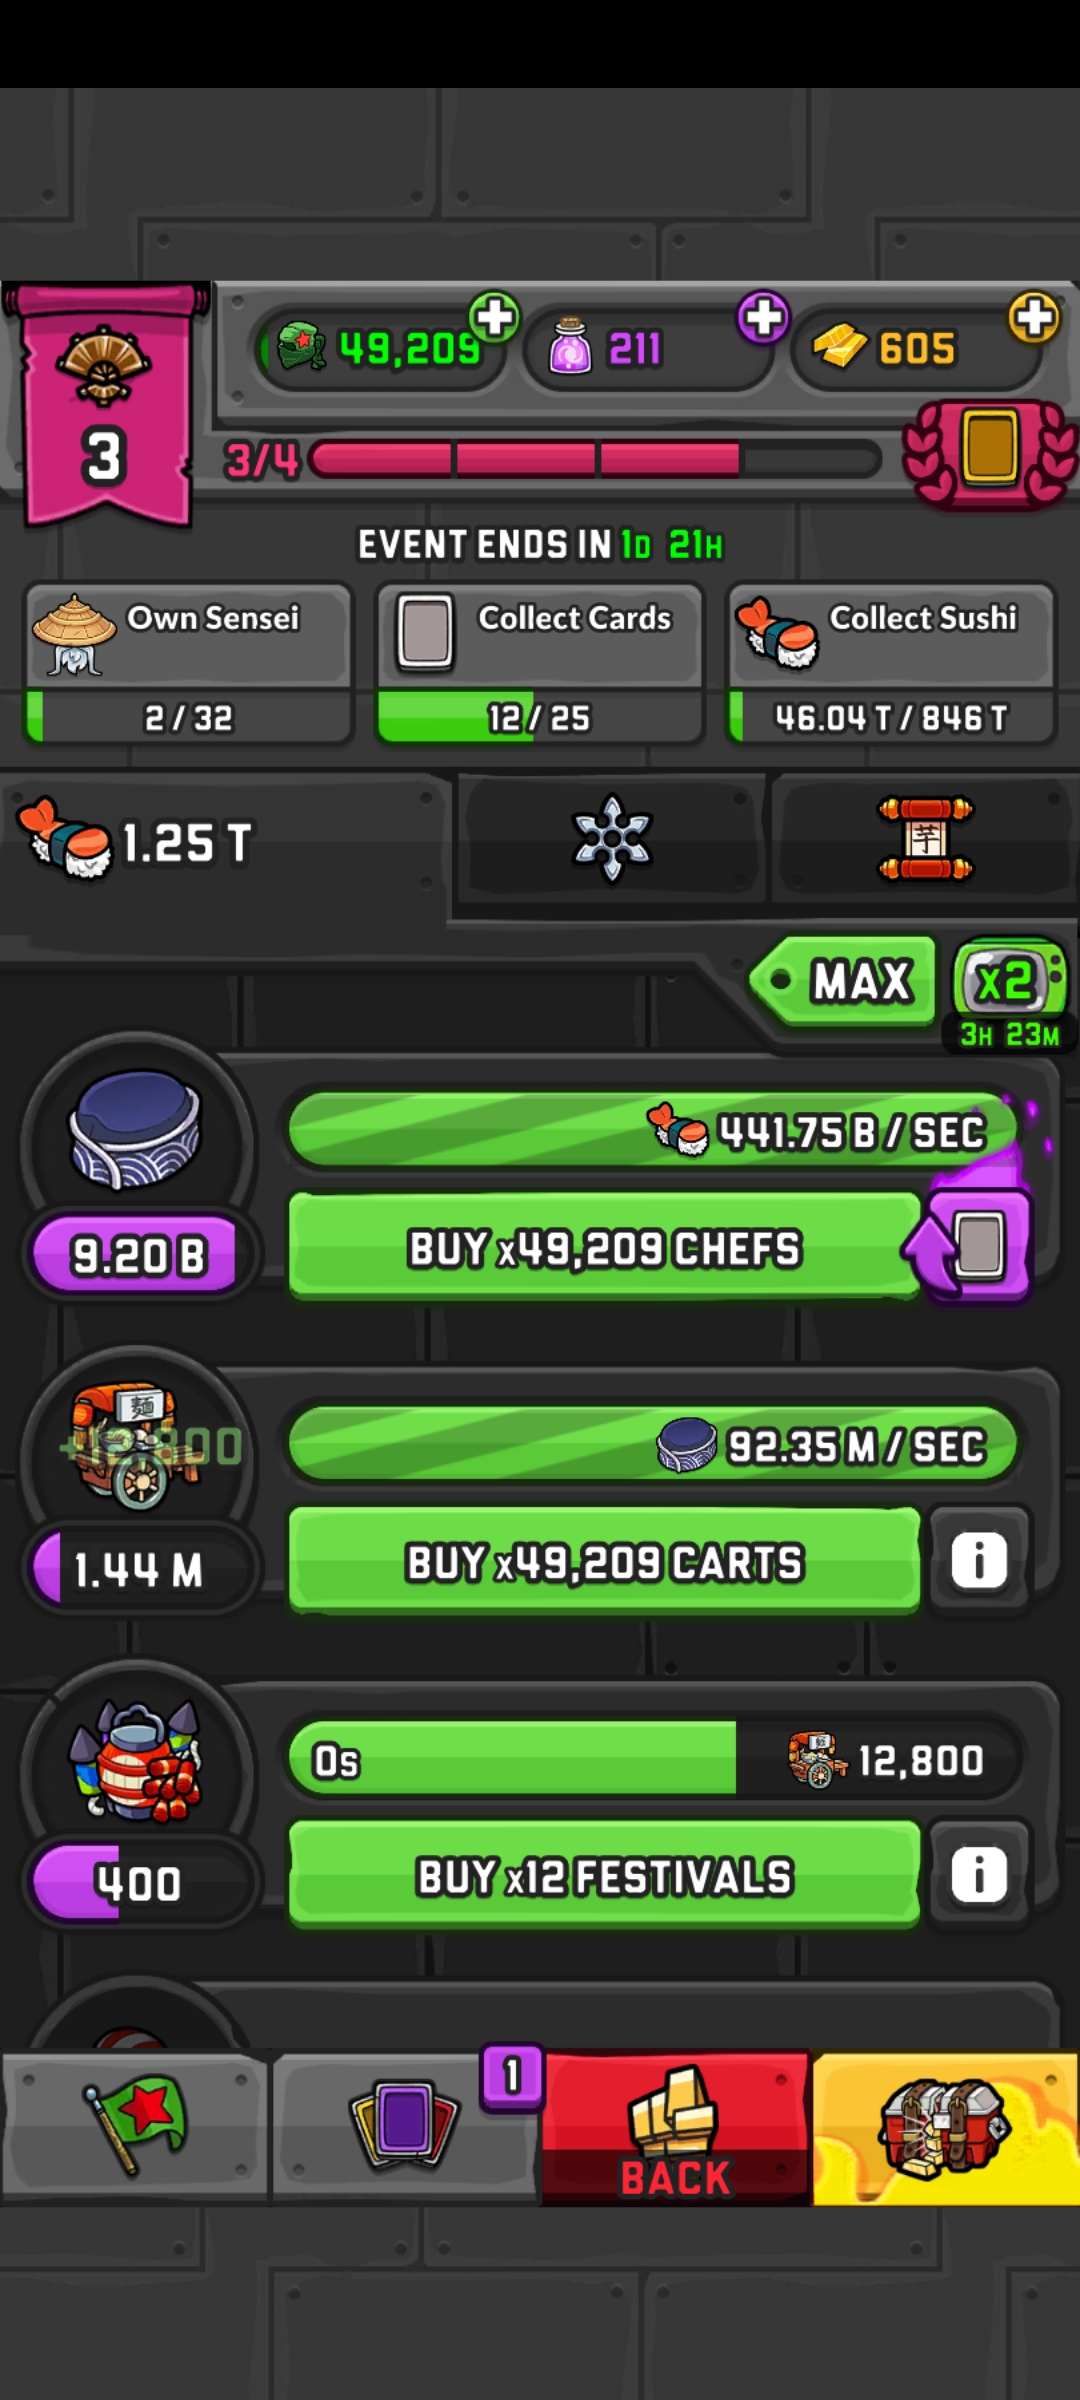 49,209
211
605
3
3/4
EVENT ENDS IN 1D 21H
Own Sensei
2 / 32
Collect Cards
12 / 25
Collect Sushi
46.04 T / 846 T
1.25 T
芋
MAX
x2
3H 23M
441.75 B / SEC
9.20 B
BUY x49,209 CHEFS
麺
92.35 M / SEC
1.44 M
BUY x49,209 CARTS
0s
12,800
400
BUY x12 FESTIVALS
1
BACK